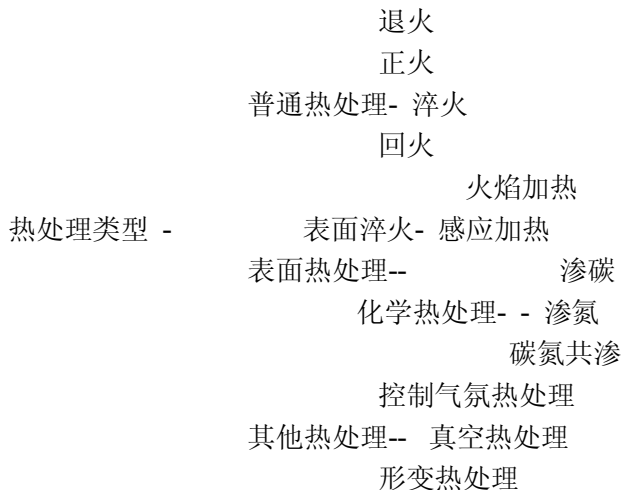 退火
正火
普通热处理- 淬火
回火
火焰加热
热处理类型 - 表面淬火- 感应加热
表面热处理-- 渗碳
化学热处理- - 渗氮
碳氮共渗
控制气氛热处理
其他热处理-- 真空热处理
形变热处理